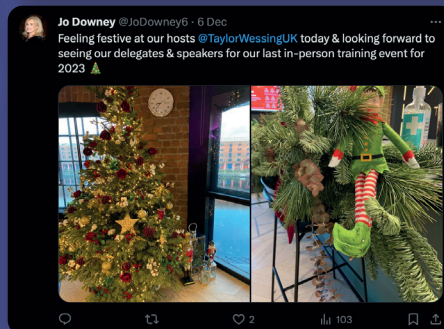 Jo Downey @JoDowney6 · 6 Dec
Feeling festive at our hosts @TaylorWessingUK today & looking forward to
seeing our delegates & speakers for our last in-person training event for
2023 🎄
2
103